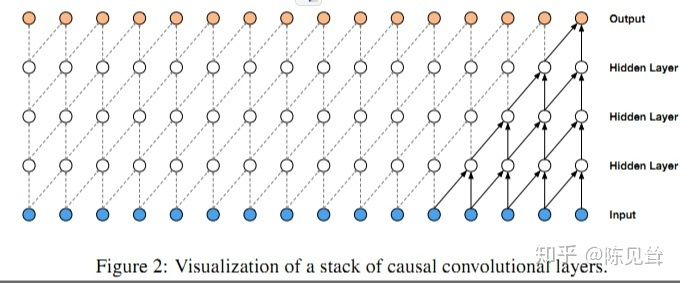 Output
Hidden Layer
Hidden Layer
Hidden Layer
Input
知乎 @陈见耸
Figure 2: Visualization of a stack of causal convolutional layers.